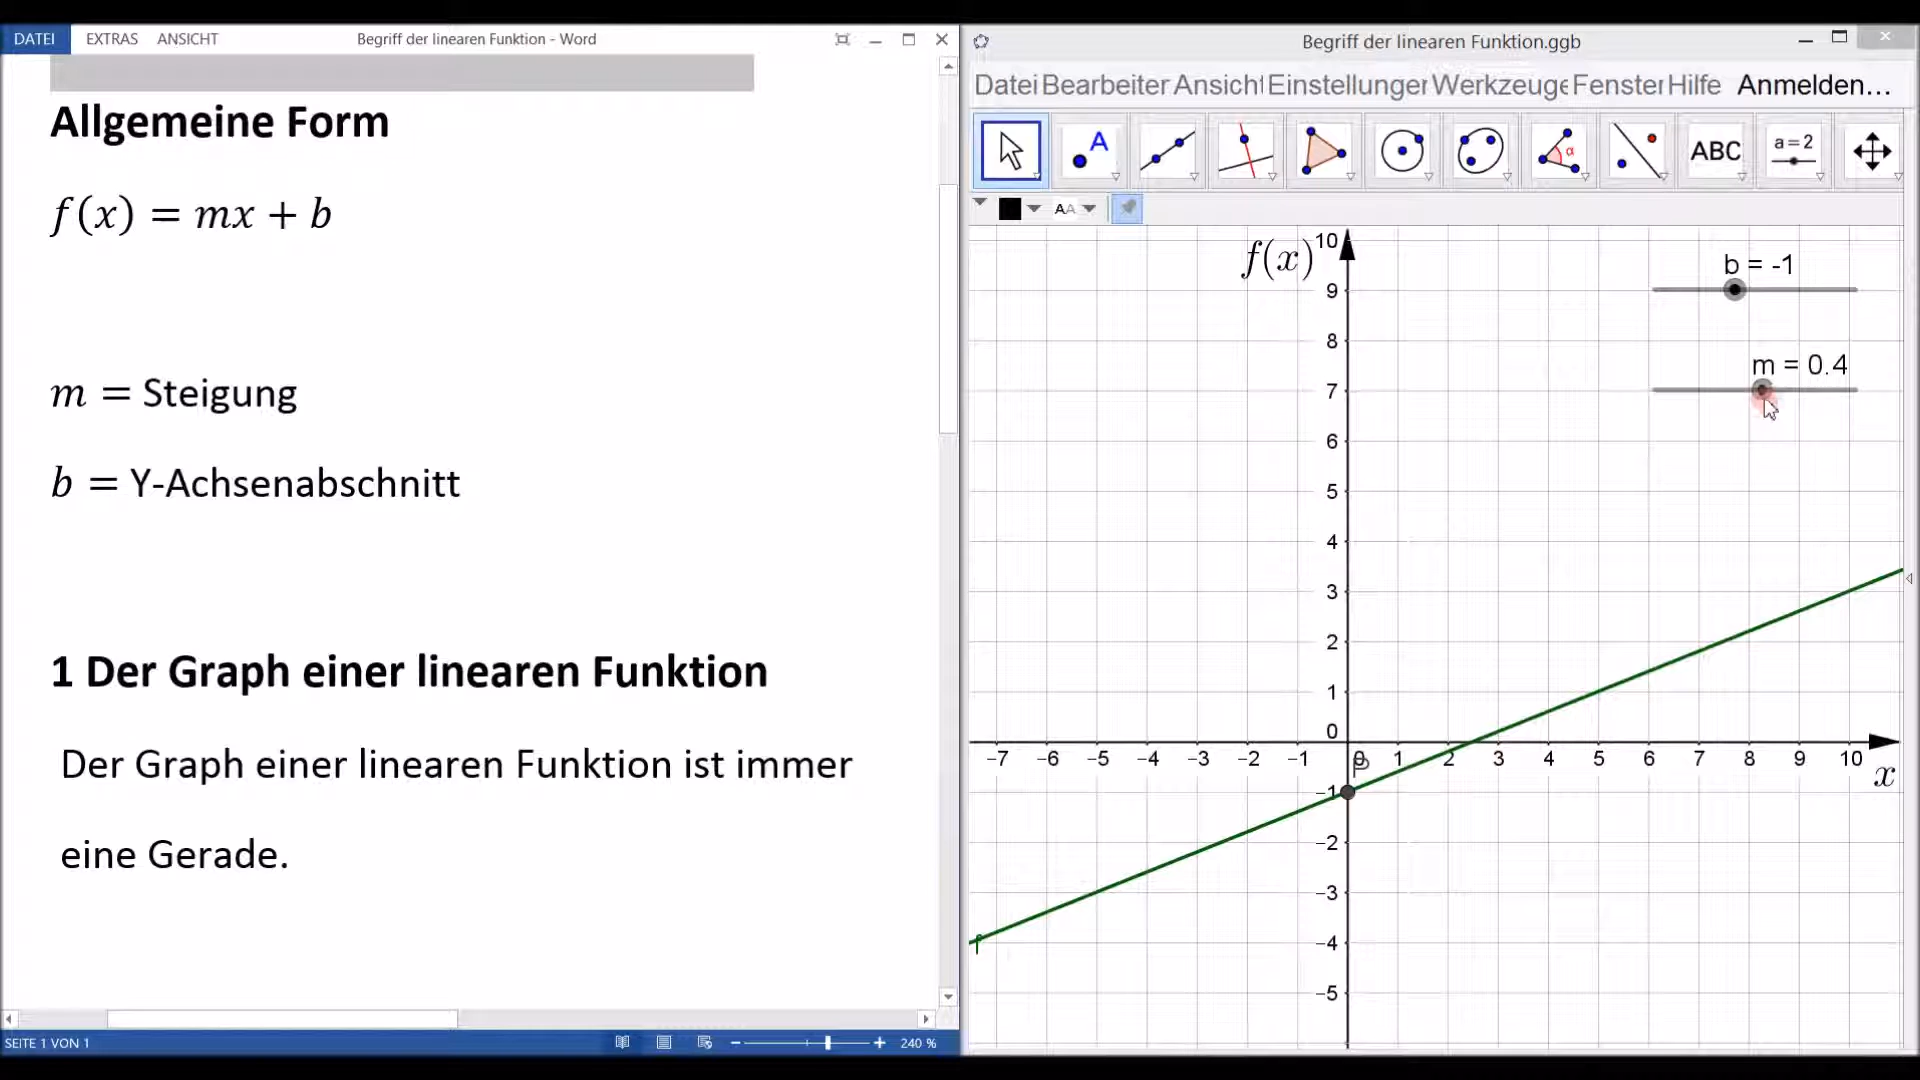 DATEI EXTRAS ANSICHT Begriff der linearen Funktion - Word
Allgemeine Form
f(x) = mx + b
m = Steigung
b = Y-Achsenabschnitt
1 Der Graph einer linearen Funktion
Der Graph einer linearen Funktion ist immer
eine Gerade.
SEITE 1 VON 1 240 %
Begriff der linearen Funktion.ggb
Datei Bearbeiter Ansicht Einstellunger Werkzeuge Fenster Hilfe Anmelden...
A α ABC a = 2
AA
f(x) 10
b = -1
9
8
m = 0.4
7
6
5
4
3
2
1
0
-7 -6 -5 -4 -3 -2 -1 0 1 2 3 4 5 6 7 8 9 10
P
x
-1
-2
-3
-4
f
-5